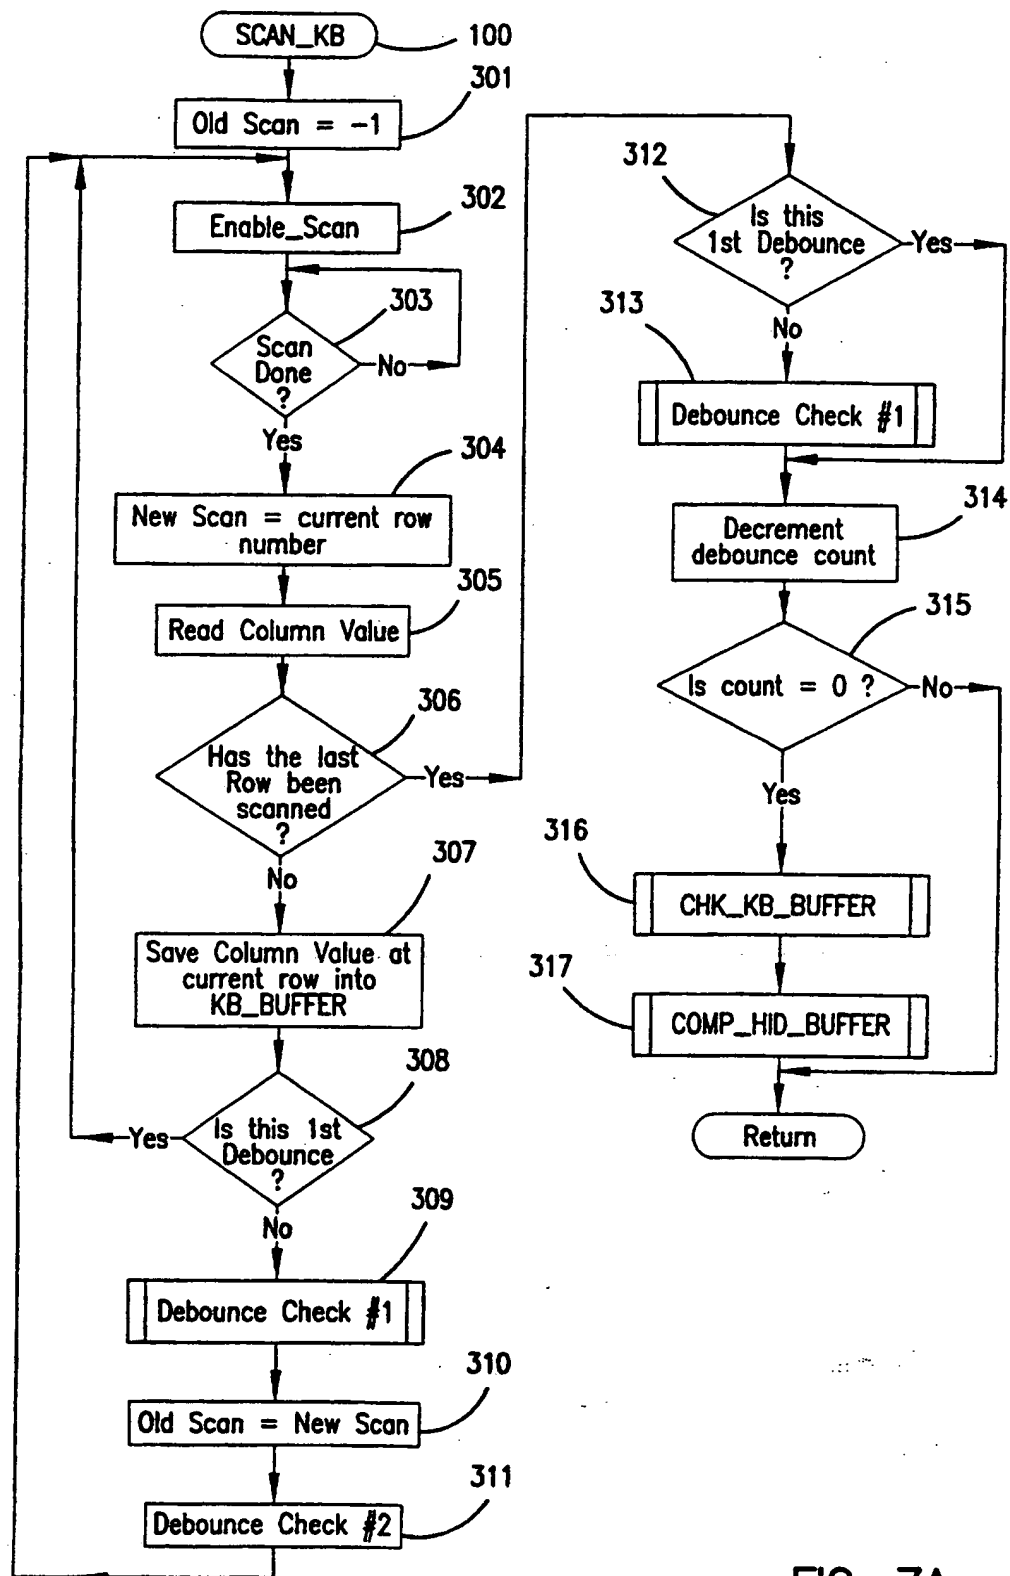 SCAN_KB
100
301
Old Scan = -1
302
Enable_Scan
303
Scan
Done
?
No
Yes
304
New Scan = current row
number
305
Read Column Value
306
Has the last
Row been
scanned
?
Yes
No
307
Save Column Value at
current row into
KB_BUFFER
308
Is this 1st
Debounce
?
Yes
No
309
Debounce Check #1
310
Old Scan = New Scan
311
Debounce Check #2
312
Is this
1st Debounce
?
Yes
No
313
Debounce Check #1
314
Decrement
debounce count
315
Is count = 0 ?
No
Yes
316
CHK_KB_BUFFER
317
COMP_HID_BUFFER
Return
FIG. 7A